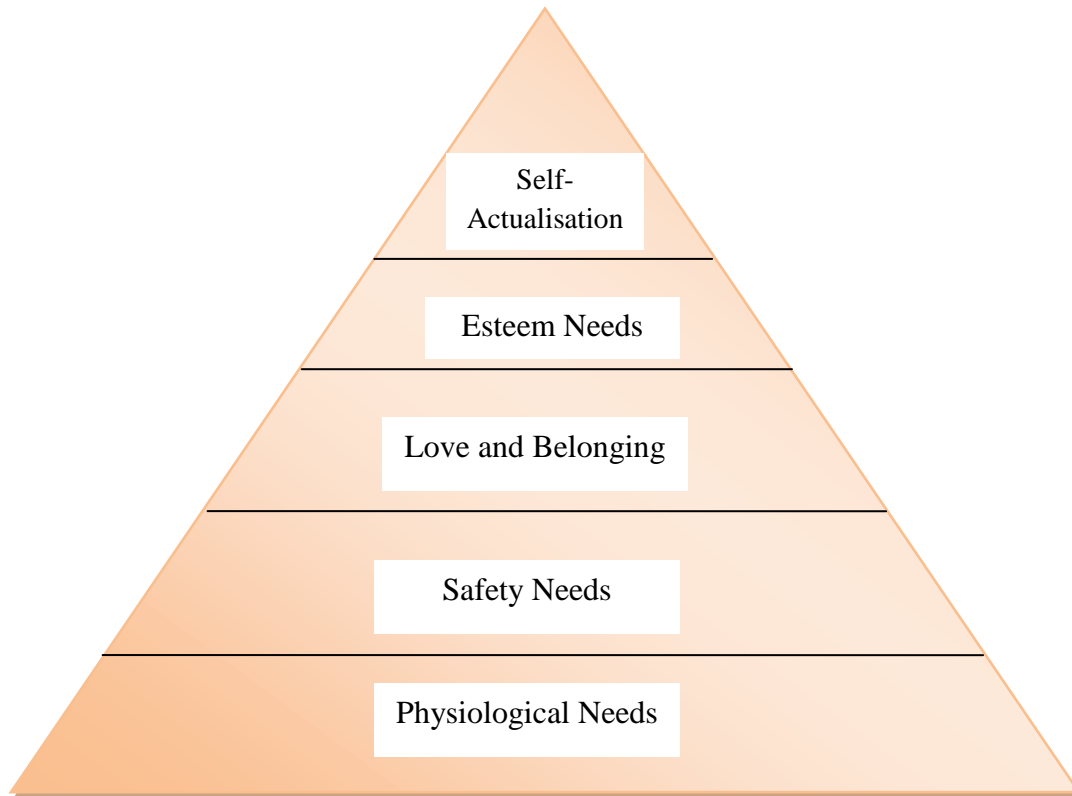 Self-
Actualisation
Esteem Needs
Love and Belonging
Safety Needs
Physiological Needs